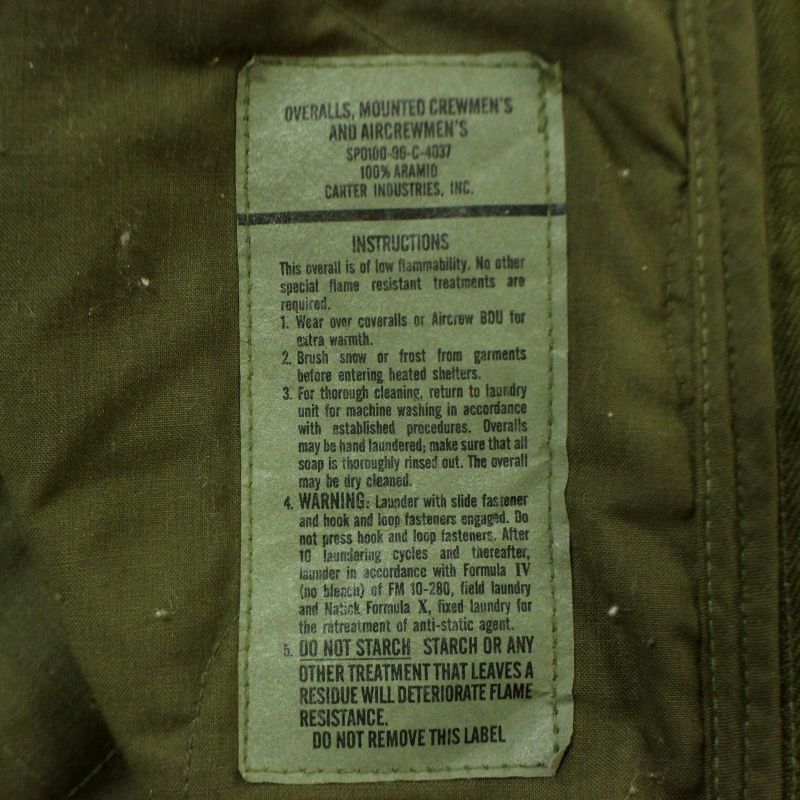 OVERALLS, MOUNTED CREWMEN'S
AND AIRCREWMEN'S
SPO100-96-C-4037
100% ARAMID
CARTER INDUSTRIES, INC.
INSTRUCTIONS
This overall is of low flammability. No other
special flame resistant treatments are
required.
1. Wear over coveralls or Aircrew BDU for
extra warmth.
2. Brush snow or frost from garments
before entering heated shelters.
3. For thorough cleaning, return to laundry
unit for machine washing in accordance
with established procedures. Overalls
may be hand laundered; make sure that all
soap is thoroughly rinsed out. The overall
may be dry cleaned.
4. WARNING: Launder with slide fastener
and hook and loop fasteners engaged. Do
not press hook and loop fasteners. After
10 laundering cycles and thereafter,
launder in accordance with Formula IV
(no bleach) of FM 10-280, field laundry
and Natick Formula X, fixed laundry for
the retreatment of anti-static agent.
5. DO NOT STARCH STARCH OR ANY
OTHER TREATMENT THAT LEAVES A
RESIDUE WILL DETERIORATE FLAME
RESISTANCE.
DO NOT REMOVE THIS LABEL